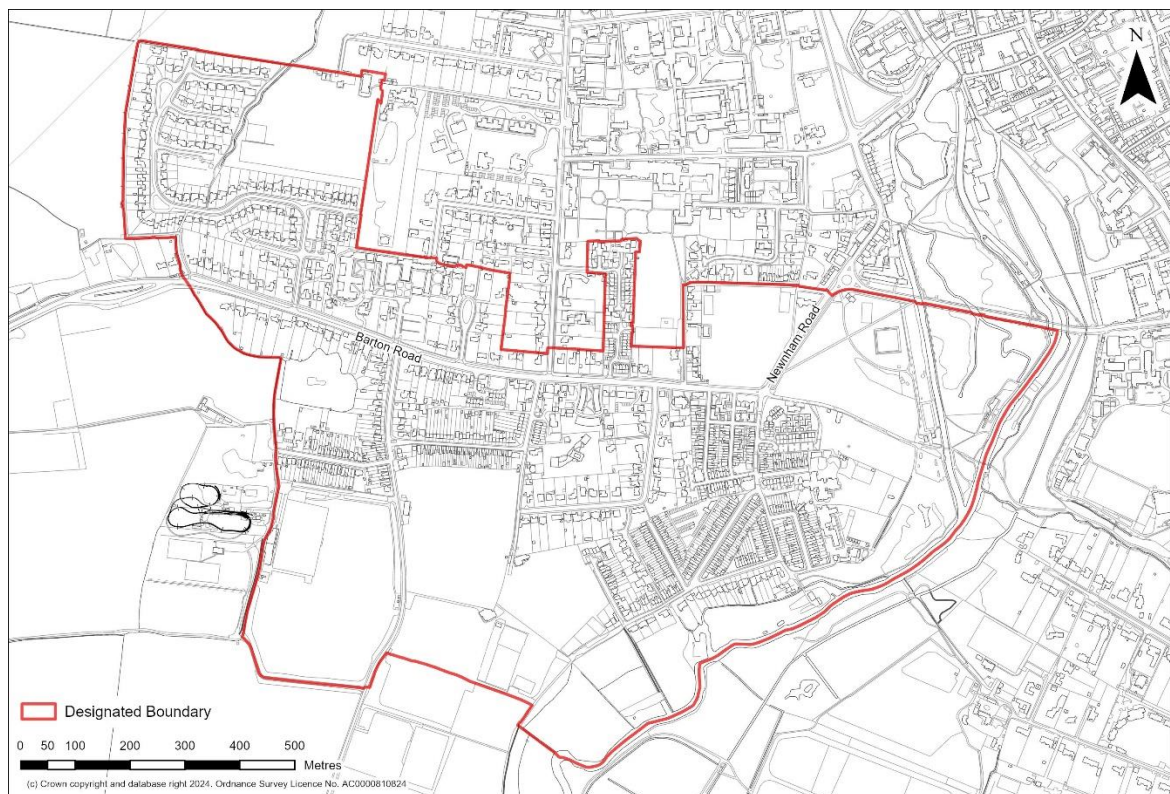 N
Barton Road
Newnham Road
Designated Boundary
0 50 100 200 300 400 500
Metres
(c) Crown copyright and database right 2024. Ordnance Survey Licence No. AC0000810824